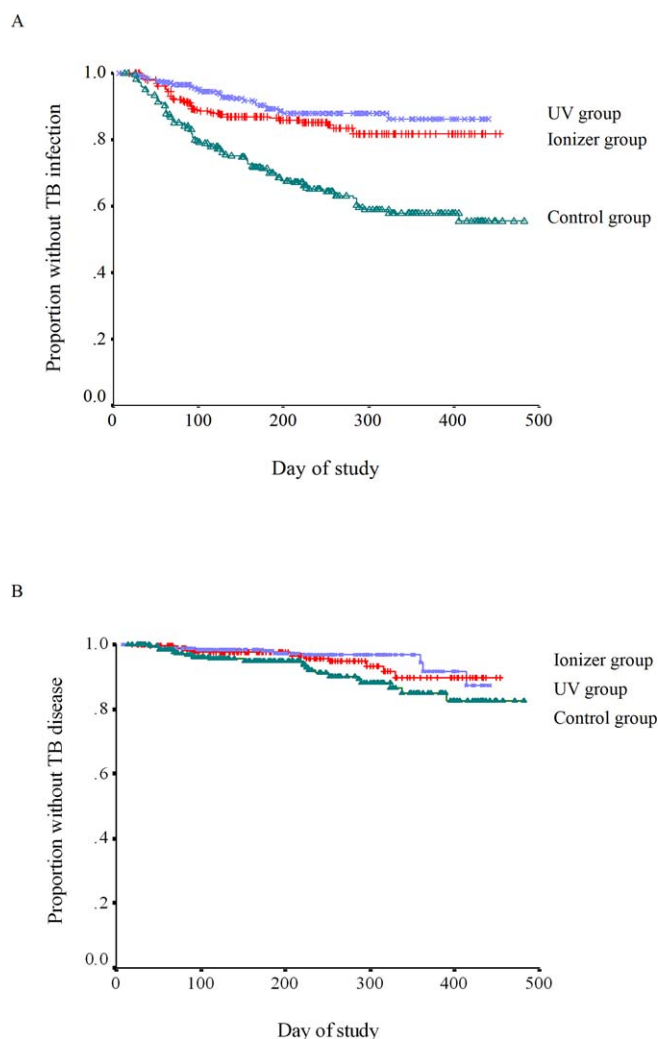 A
1.0
.8
.6
.4
.2
0.0
Proportion without TB infection
0
100
200
300
400
500
Day of study
UV group
Ionizer group
Control group
B
1.0
.8
.6
.4
.2
0.0
Proportion without TB disease
0
100
200
300
400
500
Day of study
Ionizer group
UV group
Control group